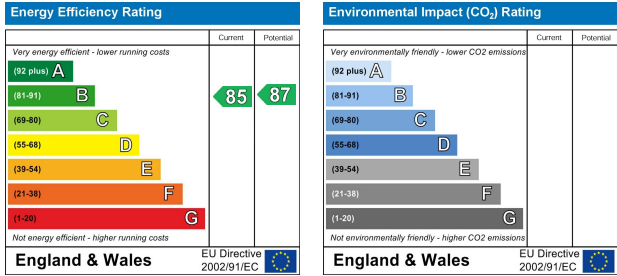 Energy Efficiency Rating
Current Potential
Very energy efficient - lower running costs
(92 plus) A
(81-91) B
85 87
(69-80) C
(55-68) D
(39-54) E
(21-38) F
(1-20) G
Not energy efficient - higher running costs
England & Wales
EU Directive
2002/91/EC
Environmental Impact (CO₂) Rating
Current Potential
Very environmentally friendly - lower CO2 emissions
(92 plus) A
(81-91) B
(69-80) C
(55-68) D
(39-54) E
(21-38) F
(1-20) G
Not environmentally friendly - higher CO2 emissions
England & Wales
EU Directive
2002/91/EC